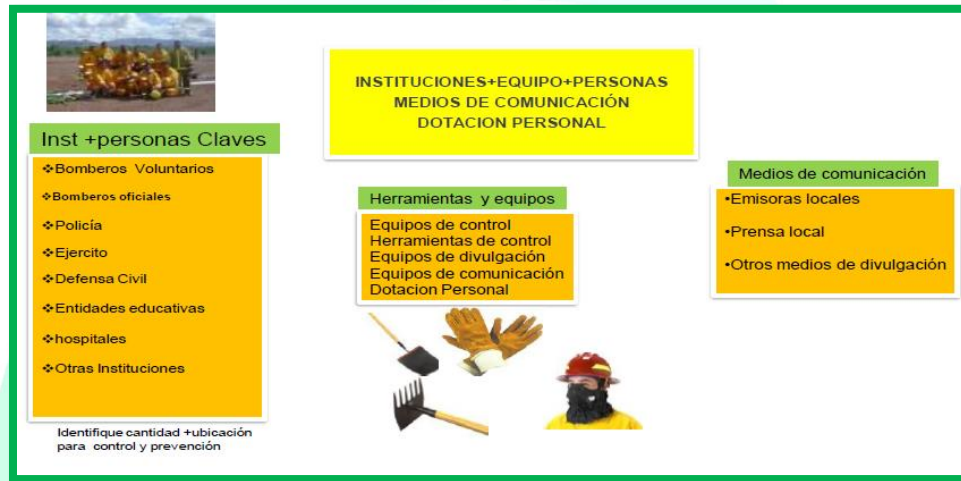 INSTITUCIONES+EQUIPO+PERSONAS
MEDIOS DE COMUNICACIÓN
DOTACION PERSONAL
Inst +personas Claves
❖Bomberos Voluntarios
❖Bomberos oficiales
❖Policía
❖Ejercito
❖Defensa Civil
❖Entidades educativas
❖hospitales
❖Otras Instituciones
Identifique cantidad +ubicación
para control y prevención
Herramientas y equipos
Equipos de control
Herramientas de control
Equipos de divulgación
Equipos de comunicación
Dotacion Personal
Medios de comunicación
•Emisoras locales
•Prensa local
•Otros medios de divulgación